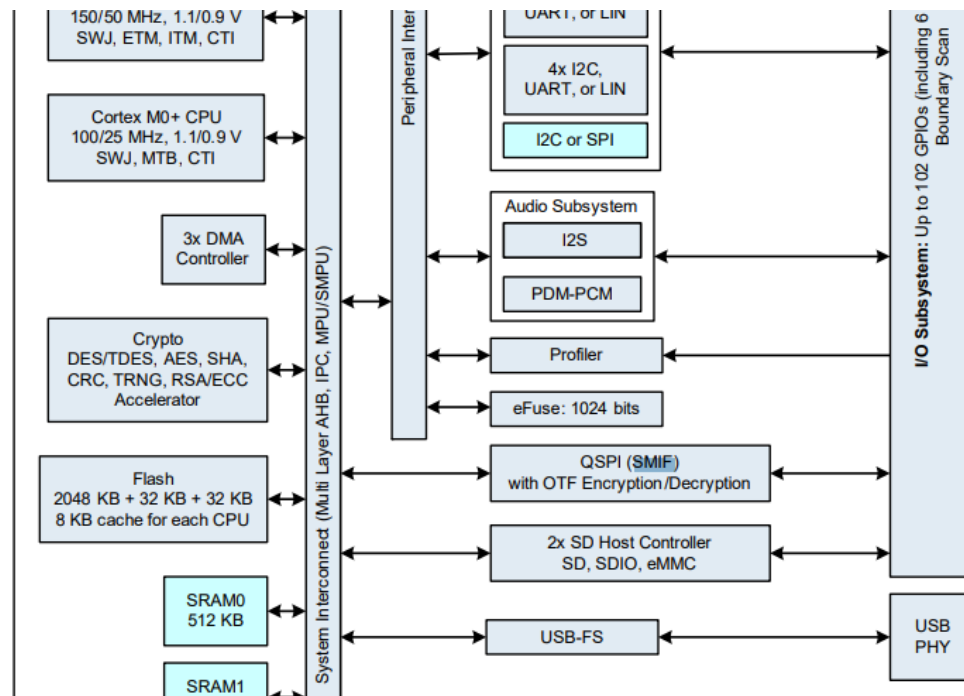 150/50 MHz, 1.1/0.9 V
SWJ, ETM, ITM, CTI
Cortex M0+ CPU
100/25 MHz, 1.1/0.9 V
SWJ, MTB, CTI
3x DMA
Controller
Crypto
DES/TDES, AES, SHA,
CRC, TRNG, RSA/ECC
Accelerator
Flash
2048 KB + 32 KB + 32 KB
8 KB cache for each CPU
SRAM0
512 KB
SRAM1
System Interconnect (Multi Layer AHB, IPC, MPU/SMPU)
Peripheral Inter
UART, or LIN
4x I2C,
UART, or LIN
I2C or SPI
Audio Subsystem
I2S
PDM-PCM
Profiler
eFuse: 1024 bits
QSPI (SMIF)
with OTF Encryption/Decryption
2x SD Host Controller
SD, SDIO, eMMC
USB-FS
I/O Subsystem: Up to 102 GPIOs (including 6
Boundary Scan
USB
PHY